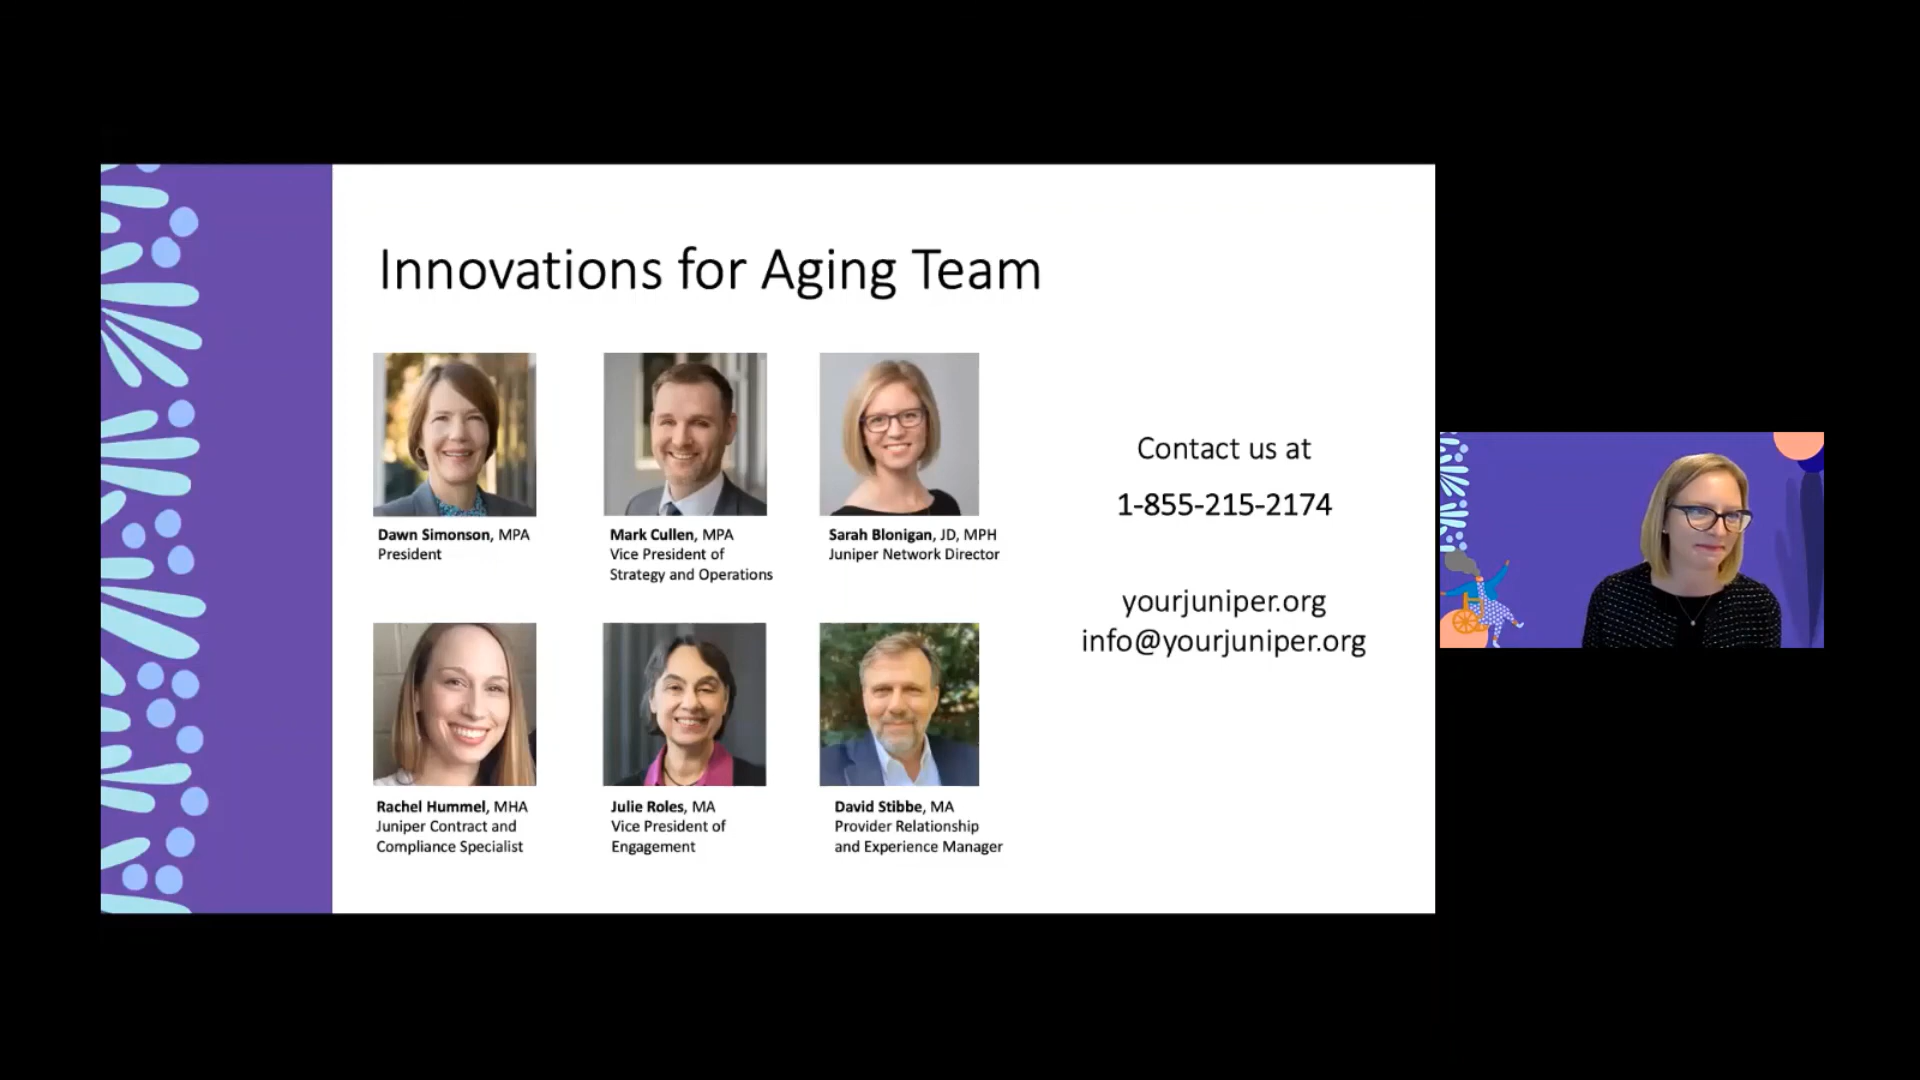 Innovations for Aging Team
Dawn Simonson, MPA
President
Mark Cullen, MPA
Vice President of
Strategy and Operations
Sarah Blonigan, JD, MPH
Juniper Network Director
Rachel Hummel, MHA
Juniper Contract and
Compliance Specialist
Julie Roles, MA
Vice President of
Engagement
David Stibbe, MA
Provider Relationship
and Experience Manager
Contact us at
1-855-215-2174
yourjuniper.org
info@yourjuniper.org